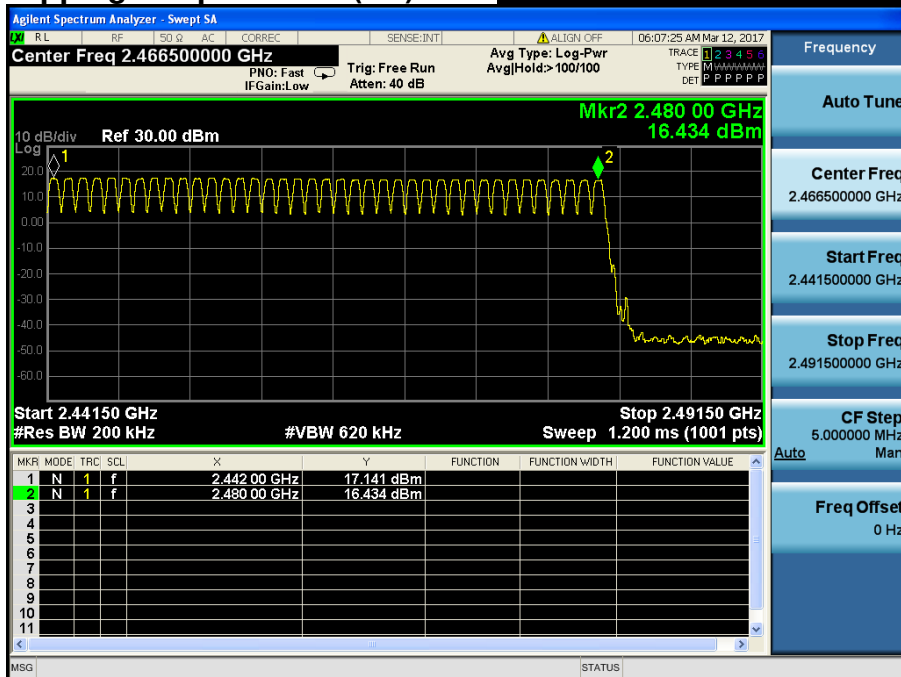 Agilent Spectrum Analyzer - Swept SA
LXI RL RF 50 Ω AC CORREC SENSE:INT ALIGN OFF 06:07:25 AM Mar 12, 2017
Center Freq 2.466500000 GHz
PNO: Fast
IFGain:Low
Trig: Free Run
Atten: 40 dB
Avg Type: Log-Pwr
Avg|Hold:> 100/100
TRACE 1 2 3 4 5 6
TYPE M WWWWW
DET P P P P P P
Mkr2 2.480 00 GHz
16.434 dBm
10 dB/div Ref 30.00 dBm
Log
1
2
20.0
10.0
0.00
-10.0
-20.0
-30.0
-40.0
-50.0
-60.0
Start 2.44150 GHz Stop 2.49150 GHz
#Res BW 200 kHz #VBW 620 kHz Sweep 1.200 ms (1001 pts)
MKR MODE TRC SCL X Y FUNCTION FUNCTION WIDTH FUNCTION VALUE
1 N 1 f 2.442 00 GHz 17.141 dBm
2 N 1 f 2.480 00 GHz 16.434 dBm
3
4
5
6
7
8
9
10
11
MSG STATUS
Frequency
Auto Tune
Center Freq
2.466500000 GHz
Start Freq
2.441500000 GHz
Stop Freq
2.491500000 GHz
CF Step
5.000000 MHz
Auto Man
Freq Offset
0 Hz